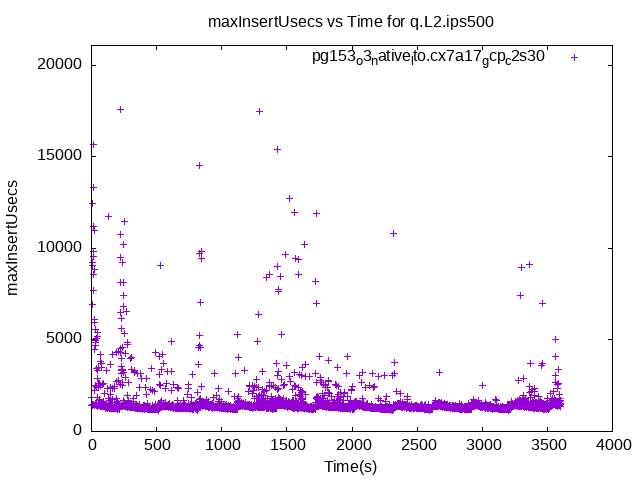 maxInsertUsecs vs Time for q.L2.ips500
pg153_o3_native_lto.cx7a17_gcp_c2s30
20000
15000
10000
5000
0
maxInsertUsecs
0 500 1000 1500 2000 2500 3000 3500 4000
Time(s)